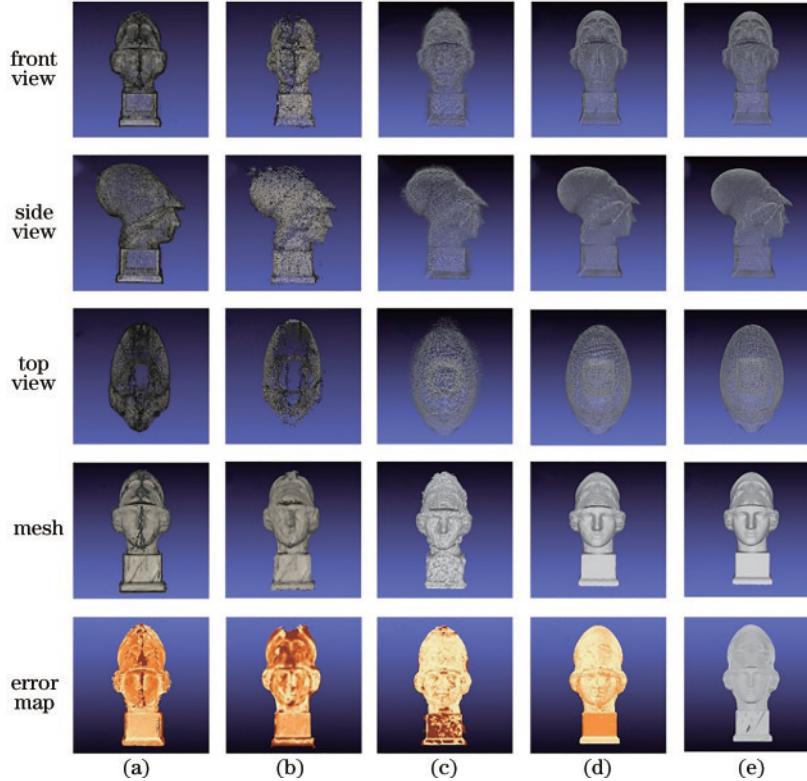 front
view
side
view
top
view
mesh
error
map
(a) (b) (c) (d) (e)